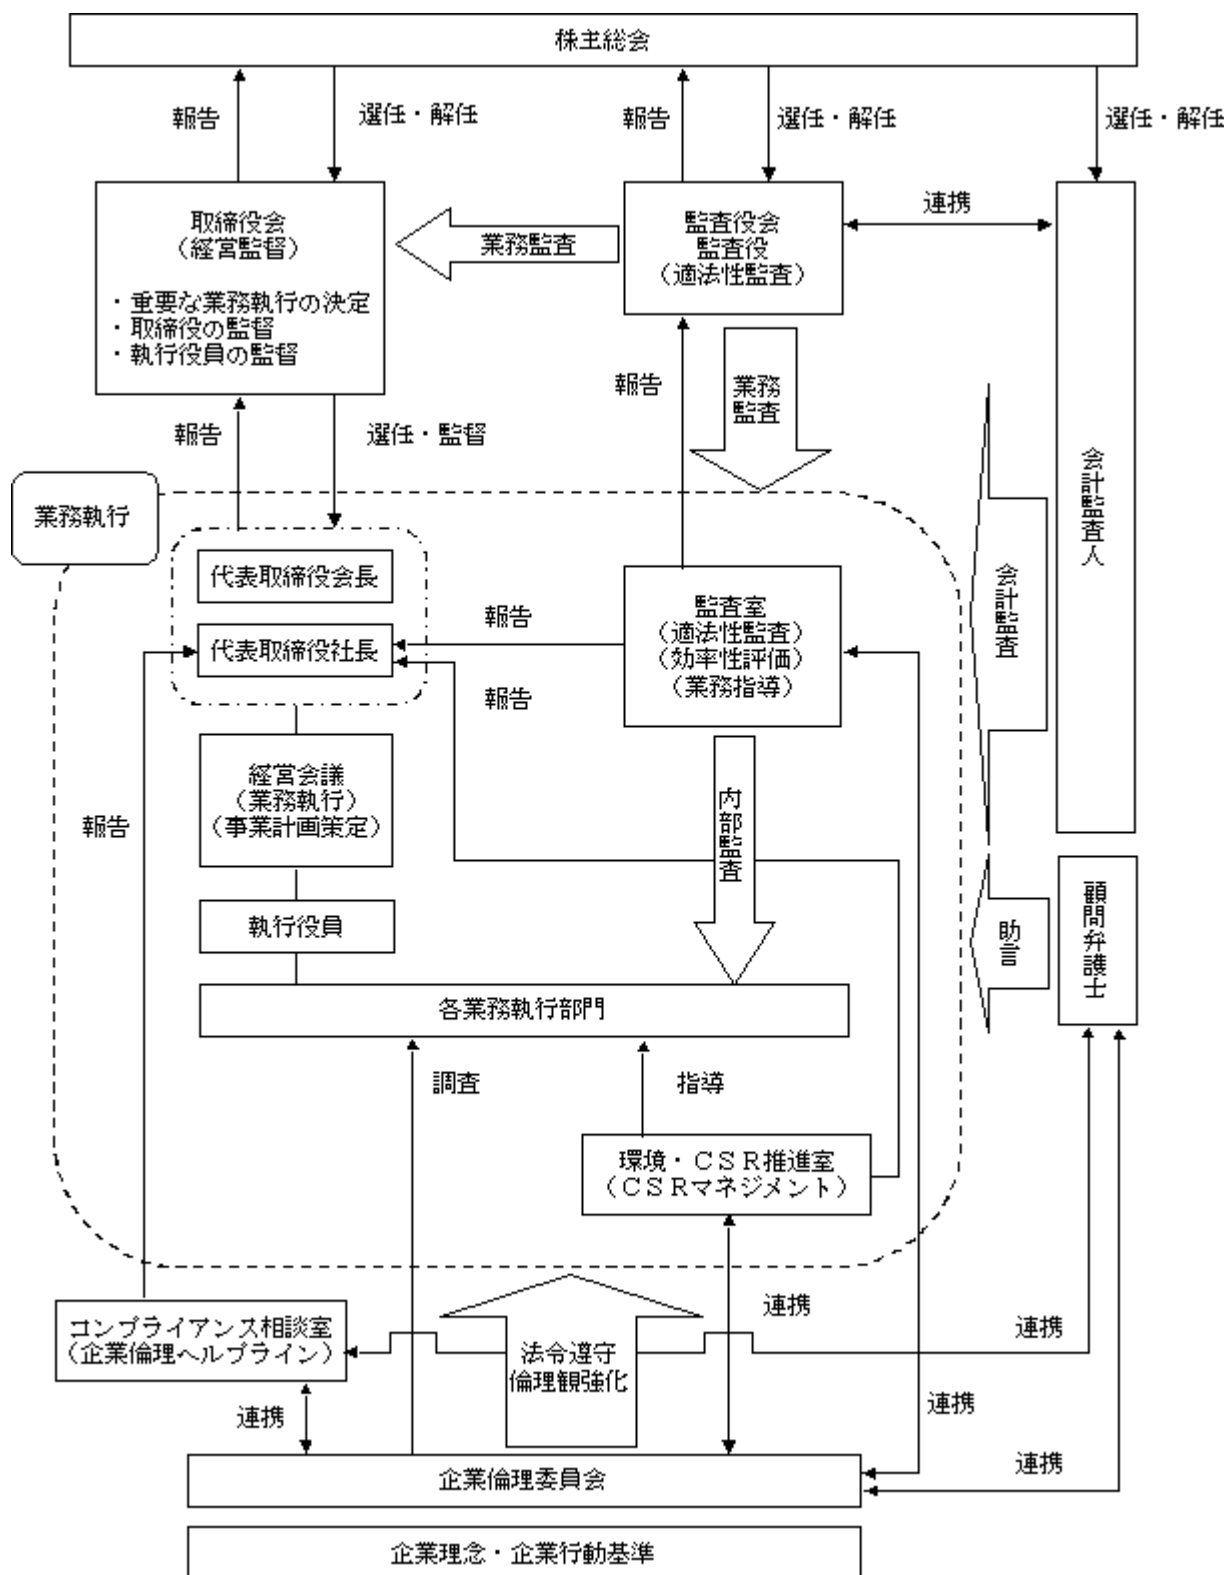 株主総会
報告
選任・解任
報告
選任・解任
選任・解任
取締役会
(経営監督)
・重要な業務執行の決定
・取締役の監督
・執行役員の監督
業務監査
監査役会
監査役
(適法性監査)
連携
会計監査人
報告
選任・監督
報告
業務
監査
業務執行
代表取締役会長
代表取締役社長
報告
報告
監査室
(適法性監査)
(効率性評価)
(業務指導)
会計監査
経営会議
(業務執行)
(事業計画策定)
報告
内部監査
執行役員
助言
顧問弁護士
各業務執行部門
調査
指導
環境・CSR推進室
(CSRマネジメント)
コンプライアンス相談室
(企業倫理ヘルプライン)
法令遵守
倫理観強化
連携
連携
連携
連携
連携
企業倫理委員会
企業理念・企業行動基準